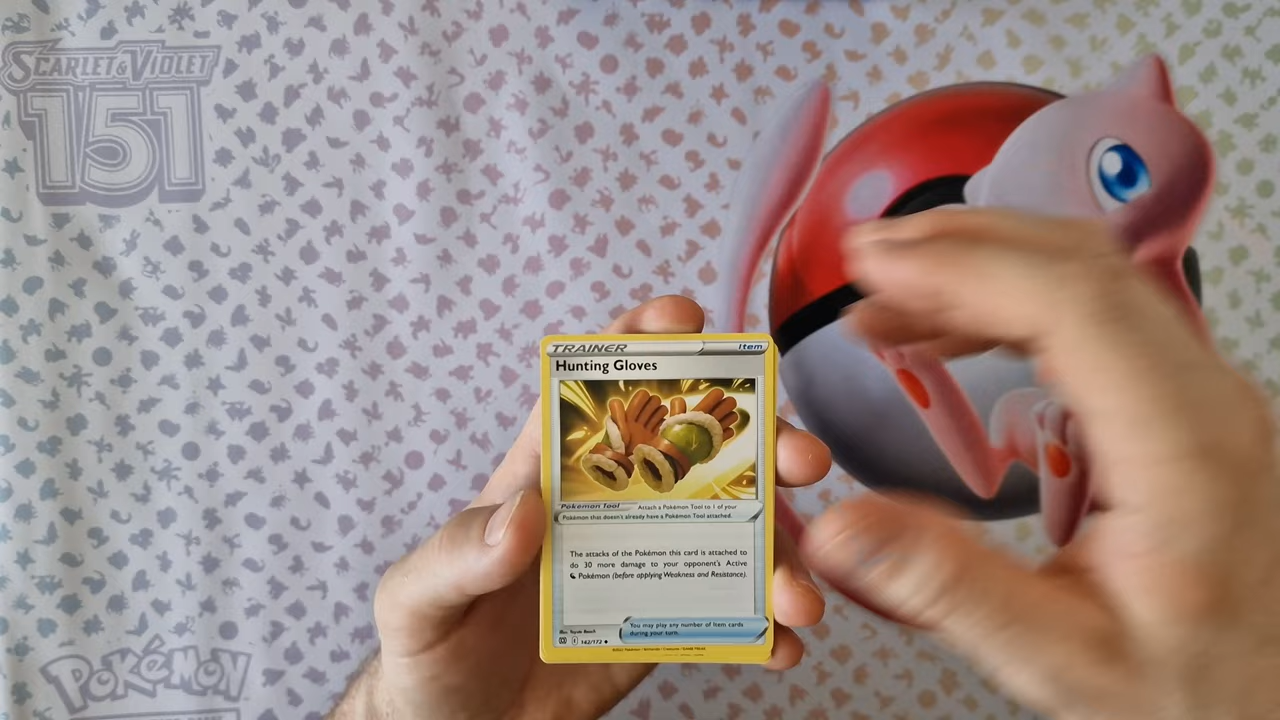 SCARLET & VIOLET
151
TRAINER
Item
Hunting Gloves
Pokémon Tool
Attach a Pokémon Tool to 1 of your
Pokémon that doesn't already have a Pokémon Tool attached.
The attacks of the Pokémon this card is attached to
do 30 more damage to your opponent's Active
Pokémon (before applying Weakness and Resistance).
You may play any number of Item cards
during your turn.
142/172
POKÉMON